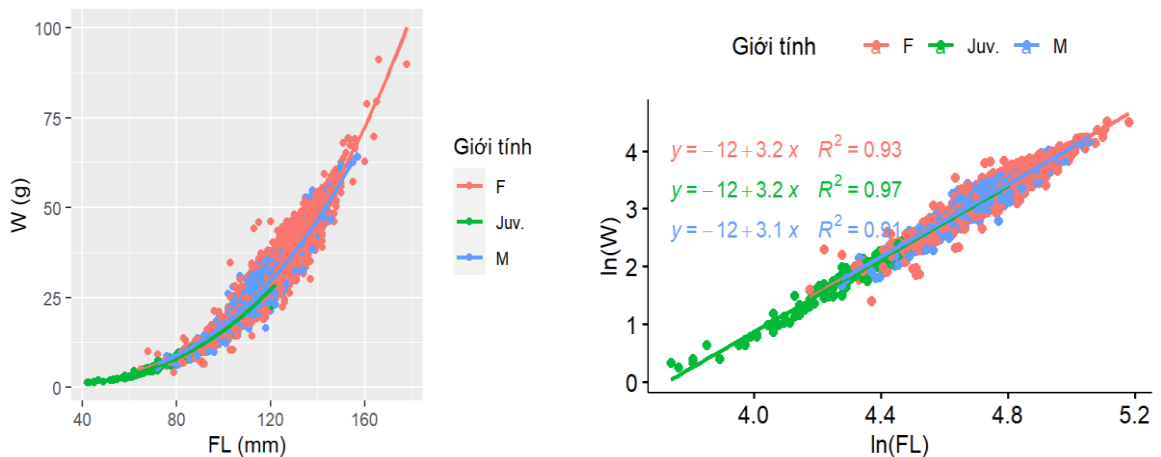 100
75
50
25
0
W (g)
40 80 120 160
FL (mm)
Giới tính
F
Juv.
M
Giới tính a F a Juv. a M
y = −12 + 3.2 x R² = 0.93
y = −12 + 3.2 x R² = 0.97
y = −12 + 3.1 x R² = 0.91
4
3
2
1
0
ln(W)
4.0 4.4 4.8 5.2
ln(FL)